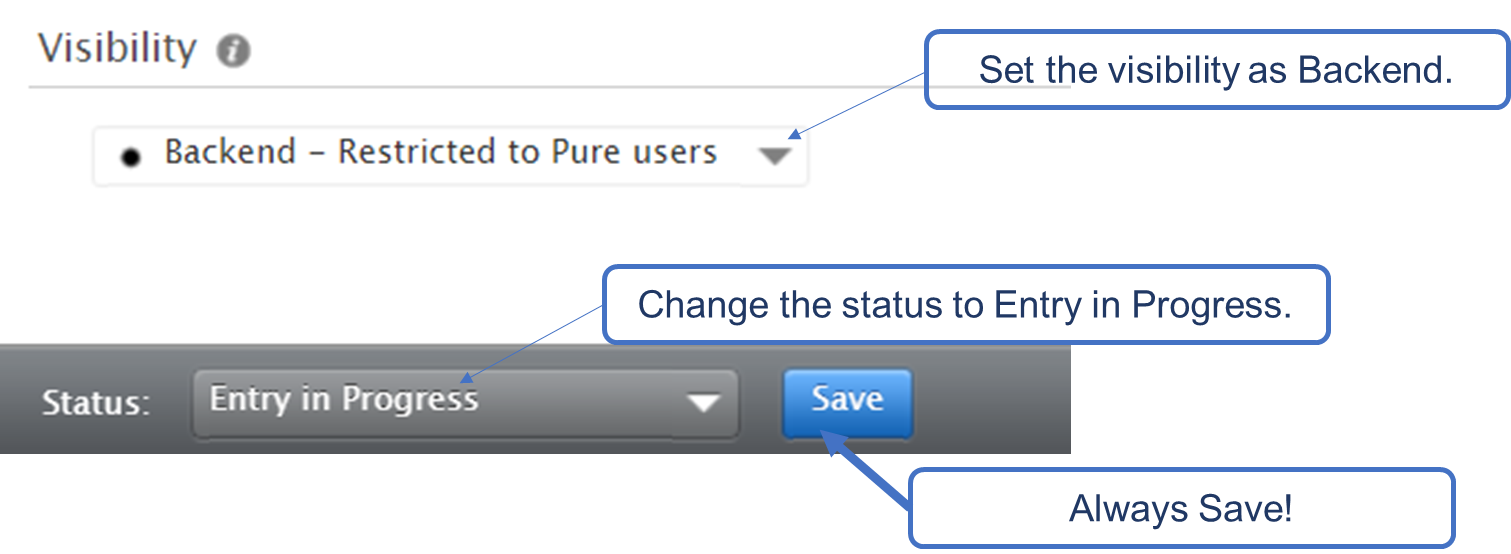 Visibility
Set the visibility as Backend.
Backend – Restricted to Pure users
Change the status to Entry in Progress.
Status: Entry in Progress Save
Always Save!